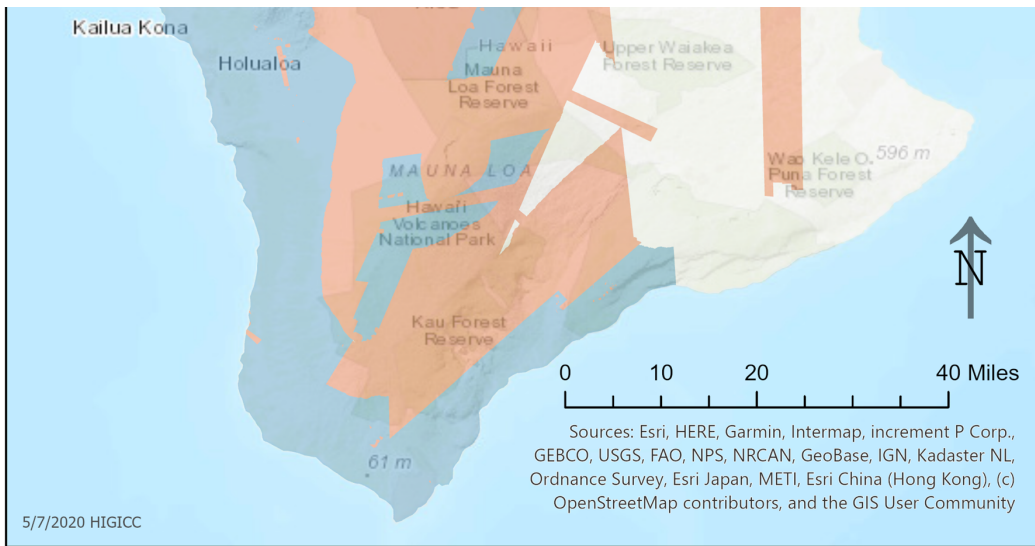 Kailua Kona
Holualoa
Hawaii
Mauna
Loa Forest
Reserve
Upper Waiakea
Forest Reserve
MAUNA LOA
Wao Kele O.
Puna Forest
Reserve
596 m
Hawai'i
Volcanoes
National Park
N
Kau Forest
Reserve
0 10 20 40 Miles
61 m
Sources: Esri, HERE, Garmin, Intermap, increment P Corp.,
GEBCO, USGS, FAO, NPS, NRCAN, GeoBase, IGN, Kadaster NL,
Ordnance Survey, Esri Japan, METI, Esri China (Hong Kong), (c)
OpenStreetMap contributors, and the GIS User Community
5/7/2020 HIGICC